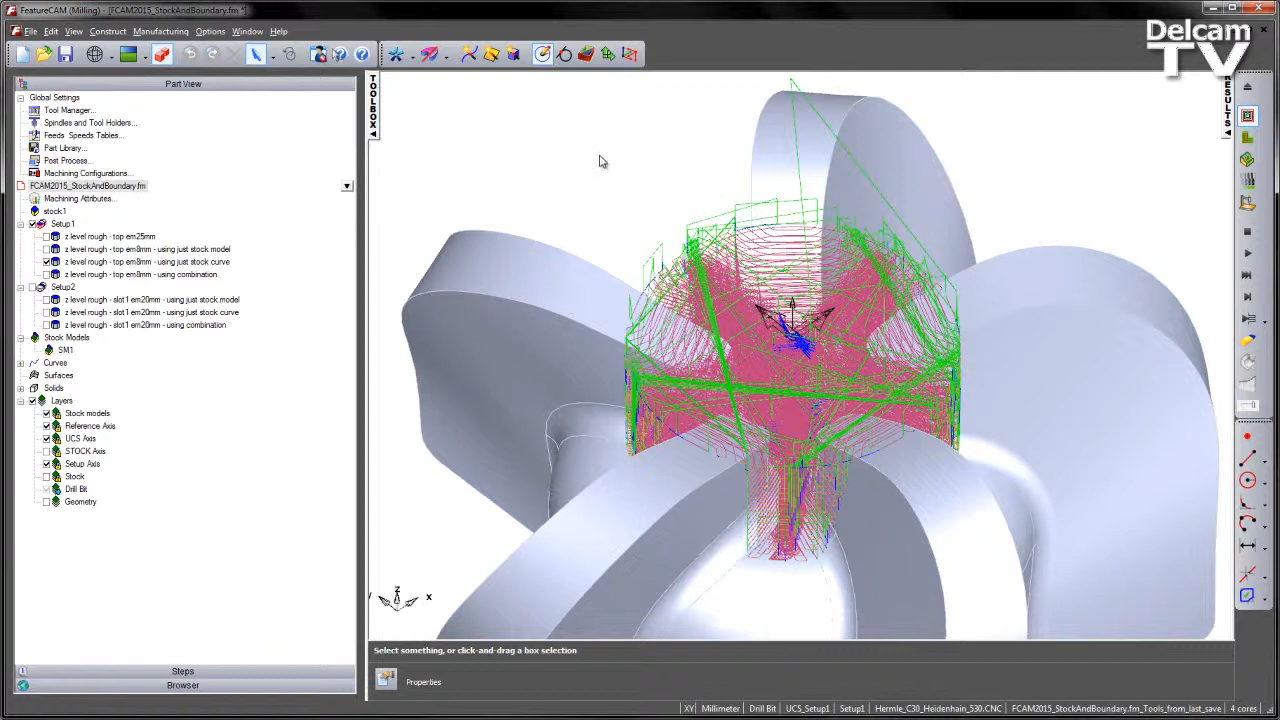 FeatureCAM (Milling) - [FCAM2015_StockAndBoundary.fm *]
Delcam
TV
File Edit View Construct Manufacturing Options Window Help
Part View
Global Settings
Tool Manager...
Spindles and Tool Holders...
Feeds Speeds Tables...
Part Library...
Post Process...
Machining Configurations...
FCAM2015_StockAndBoundary.fm
Machining Attributes...
stock1
Setup1
z level rough - top em25mm
z level rough - top em8mm - using just stock model
z level rough - top em8mm - using just stock curve
z level rough - top em8mm - using combination
Setup2
z level rough - slot1 em20mm - using just stock model
z level rough - slot1 em20mm - using just stock curve
z level rough - slot1 em20mm - using combination
Stock Models
SM1
Curves
Surfaces
Solids
Layers
Stock models
Reference Axis
UCS Axis
STOCK Axis
Setup Axis
Stock
Drill Bit
Geometry
Steps
Browser
TOOLBOX
RESULTS
Z
X
Select something, or click-and-drag a box selection
Properties
XY Millimeter Drill Bit UCS_Setup1 Setup1 Hermle_C30_Heidenhain_530.CNC FCAM2015_StockAndBoundary.fm_Tools_from_last_save 4 cores